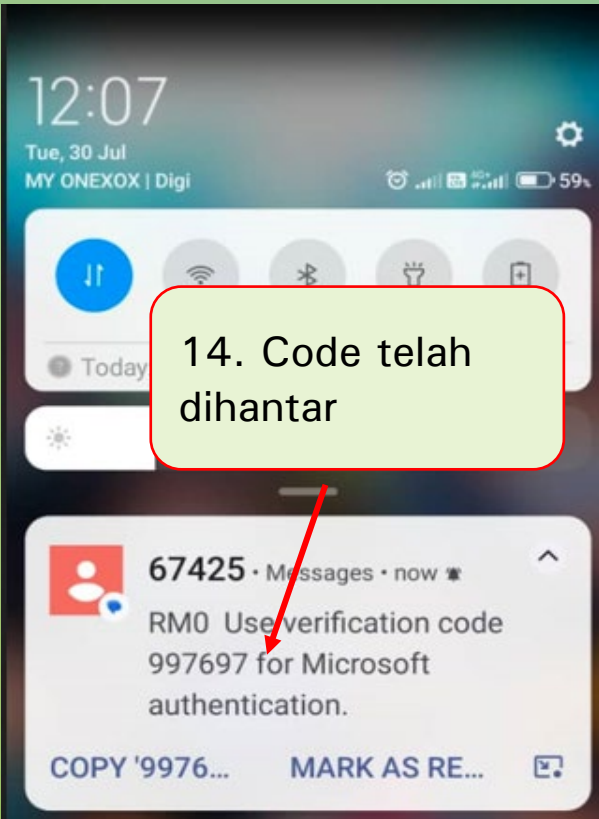 12:07
Tue, 30 Jul
MY ONEXOX | Digi
59%
Today
14. Code telah
dihantar
67425 · Messages · now
RM0 Use verification code
997697 for Microsoft
authentication.
COPY '9976... MARK AS RE...